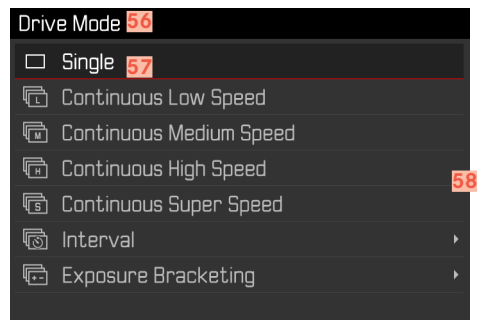 Drive Mode 56
Single 57
L Continuous Low Speed
M Continuous Medium Speed
H Continuous High Speed
58
S Continuous Super Speed
Interval
+- Exposure Bracketing